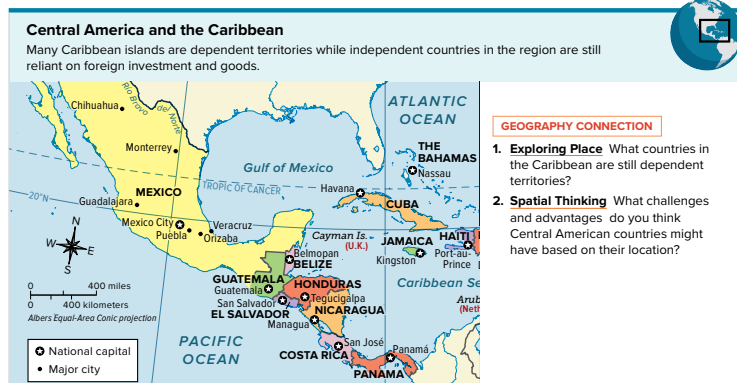 Central America and the Caribbean
Many Caribbean islands are dependent territories while independent countries in the region are still
reliant on foreign investment and goods.
Chihuahua
Río Bravo
del Norte
ATLANTIC
OCEAN
Monterrey
THE
BAHAMAS
Nassau
Gulf of Mexico
TROPIC OF CANCER
MEXICO
Havana
20°N
Guadalajara
CUBA
Mexico City
Veracruz
Puebla
Orizaba
Cayman Is.
(U.K.)
JAMAICA
HAITI
Kingston
Port-au-
Prince
Belmopan
BELIZE
N
W
E
S
GUATEMALA
HONDURAS
Guatemala
Tegucigalpa
Caribbean Se
San Salvador
EL SALVADOR
NICARAGUA
Managua
Arub
(Neth
0 400 miles
0 400 kilometers
Albers Equal-Area Conic projection
PACIFIC
OCEAN
San José
COSTA RICA
Panamá
PANAMA
National capital
Major city
GEOGRAPHY CONNECTION
1. Exploring Place What countries in
the Caribbean are still dependent
territories?
2. Spatial Thinking What challenges
and advantages do you think
Central American countries might
have based on their location?